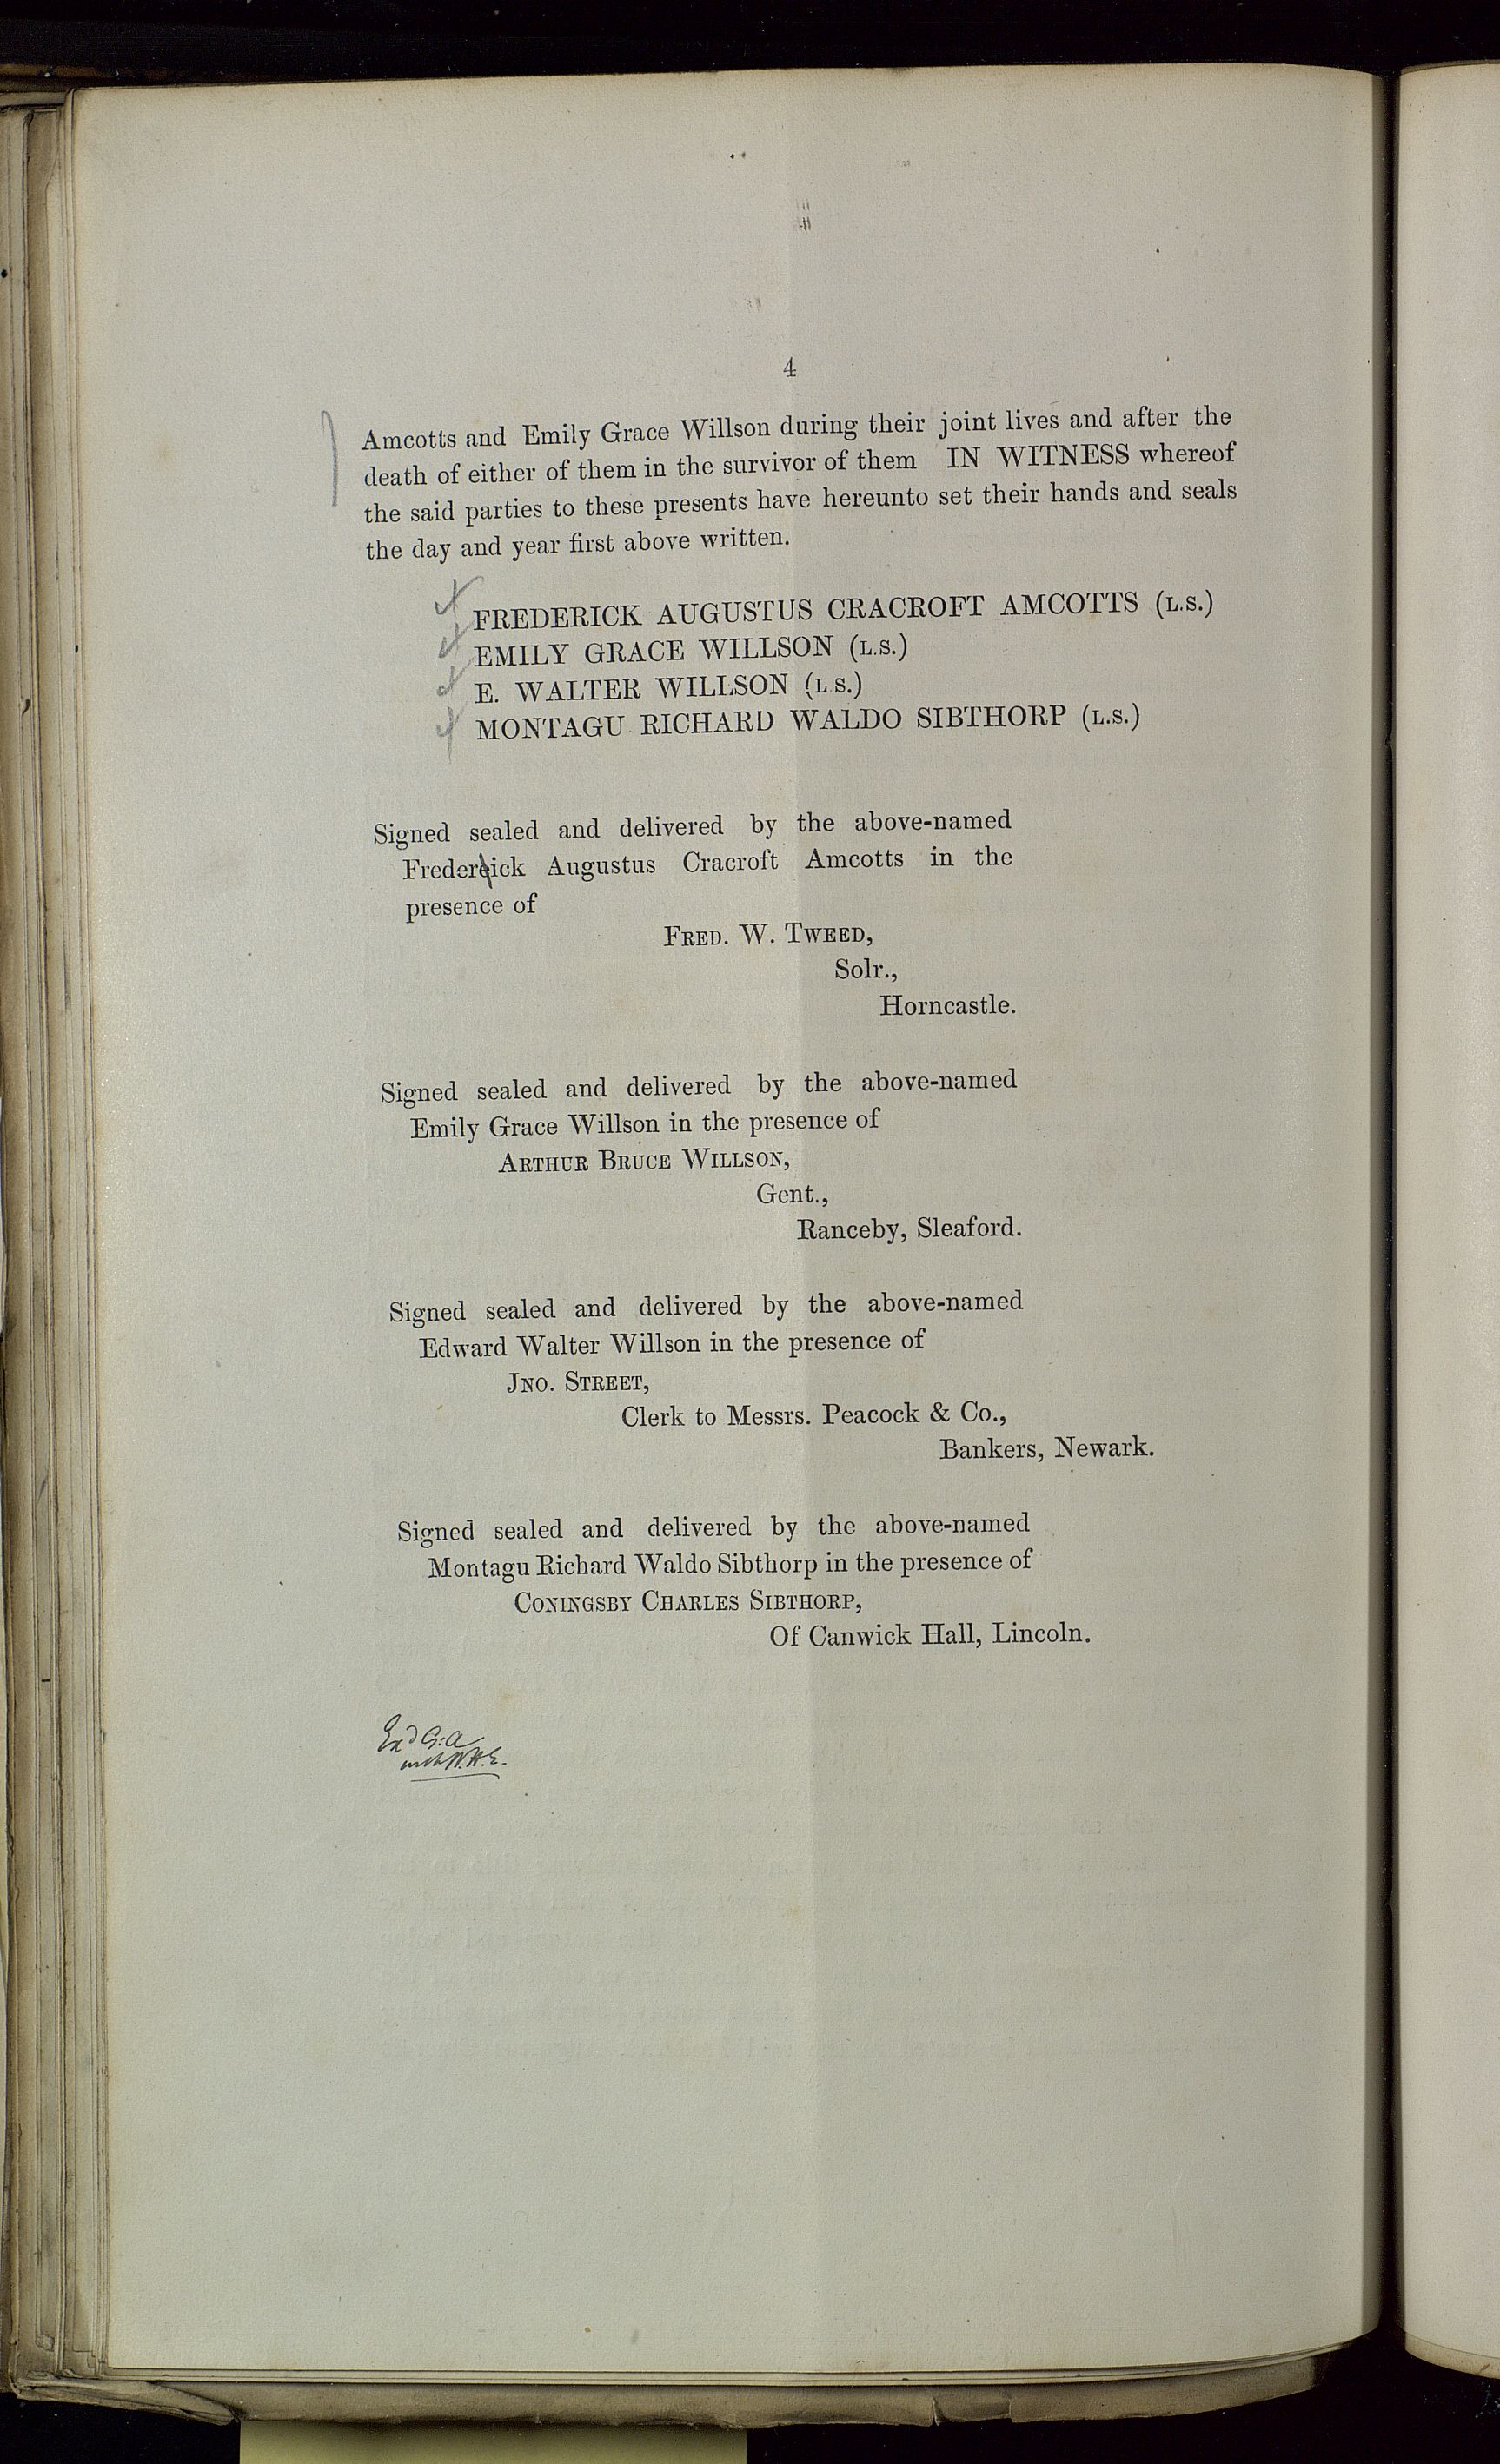 4
Amcotts and Emily Grace Willson during their joint lives and after the
death of either of them in the survivor of them IN WITNESS whereof
the said parties to these presents have hereunto set their hands and seals
the day and year first above written.
FREDERICK AUGUSTUS CRACROFT AMCOTTS (L.S.)
EMILY GRACE WILLSON (L.S.)
E. WALTER WILLSON (L.S.)
MONTAGU RICHARD WALDO SIBTHORP (L.S.)
Signed sealed and delivered by the above-named
Frederick Augustus Cracroft Amcotts in the
presence of
FRED. W. TWEED,
Solr.,
Horncastle.
Signed sealed and delivered by the above-named
Emily Grace Willson in the presence of
ARTHUR BRUCE WILLSON,
Gent.,
Ranceby, Sleaford.
Signed sealed and delivered by the above-named
Edward Walter Willson in the presence of
JNO. STREET,
Clerk to Messrs. Peacock & Co.,
Bankers, Newark.
Signed sealed and delivered by the above-named
Montagu Richard Waldo Sibthorp in the presence of
CONINGSBY CHARLES SIBTHORP,
Of Canwick Hall, Lincoln.
Exd G:A
with W.H.E.